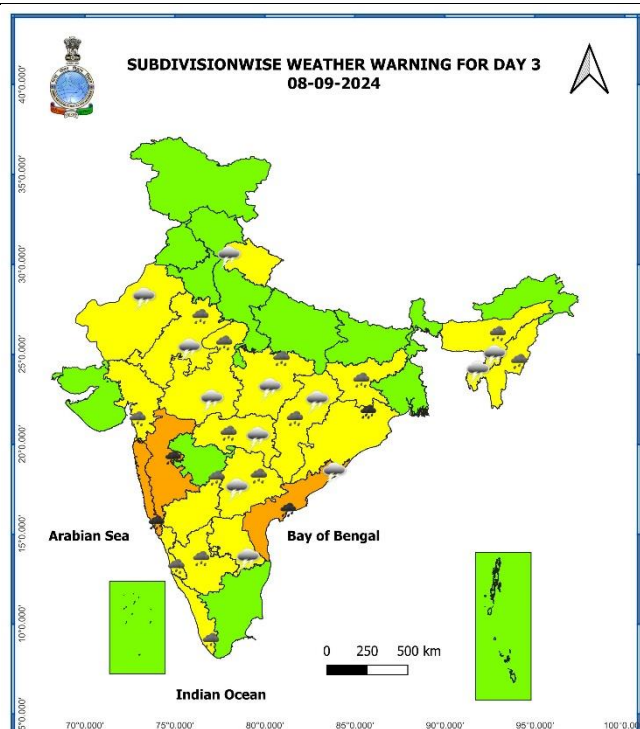 SUBDIVISIONWISE WEATHER WARNING FOR DAY 3
08-09-2024
40°0.000'
35°0.000'
30°0.000'
25°0.000'
20°0.000'
15°0.000'
10°0.000'
5°0.000'
Arabian Sea
Bay of Bengal
0 250 500 km
Indian Ocean
70°0.000' 75°0.000' 80°0.000' 85°0.000' 90°0.000' 95°0.000' 100°0.0